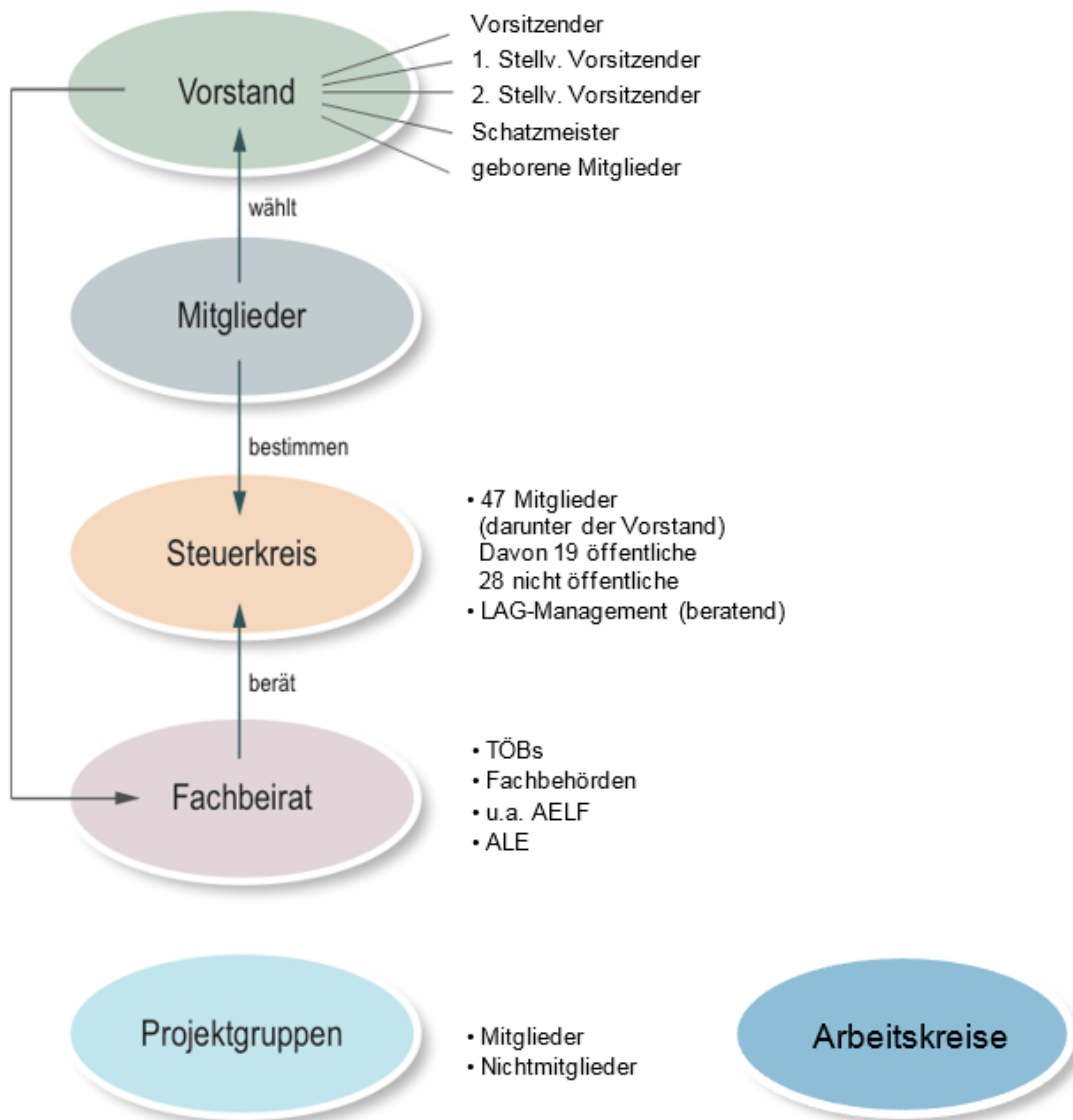 Vorstand
Vorsitzender
1. Stellv. Vorsitzender
2. Stellv. Vorsitzender
Schatzmeister
geborene Mitglieder
wählt
Mitglieder
bestimmen
Steuerkreis
• 47 Mitglieder
(darunter der Vorstand)
Davon 19 öffentliche
28 nicht öffentliche
• LAG-Management (beratend)
berät
Fachbeirat
• TÖBs
• Fachbehörden
• u.a. AELF
• ALE
Projektgruppen
• Mitglieder
• Nichtmitglieder
Arbeitskreise